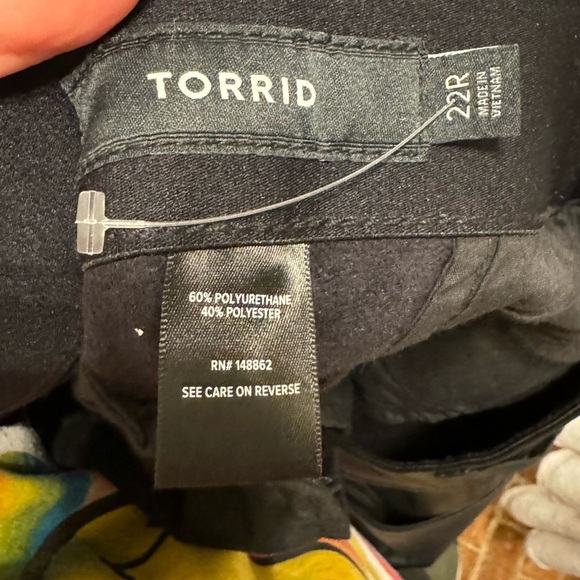 TORRID
22R
MADE IN
VIETNAM
60% POLYURETHANE
40% POLYESTER
RN# 148862
SEE CARE ON REVERSE